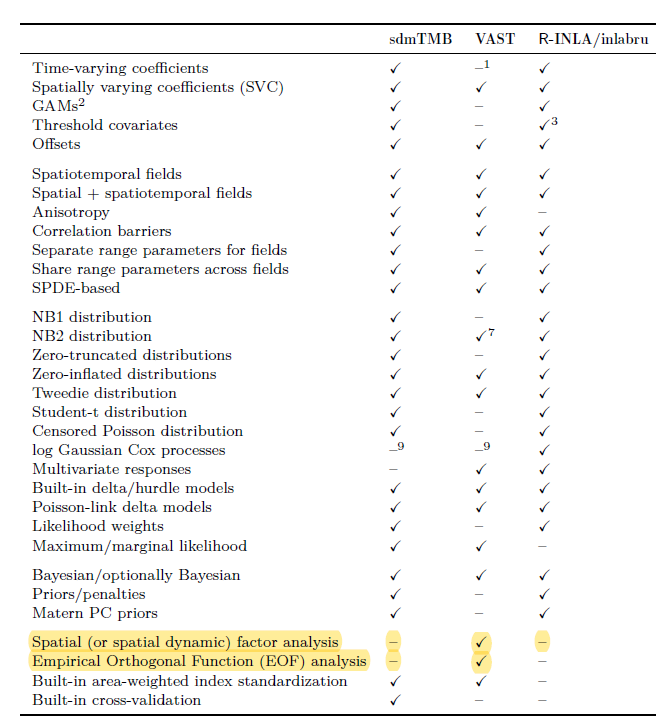 sdmTMB VAST R-INLA/inlabru
Time-varying coefficients ✓ –¹ ✓
Spatially varying coefficients (SVC) ✓ ✓ ✓
GAMs² ✓ – ✓
Threshold covariates ✓ – ✓³
Offsets ✓ ✓ ✓
Spatiotemporal fields ✓ ✓ ✓
Spatial + spatiotemporal fields ✓ ✓ ✓
Anisotropy ✓ ✓ –
Correlation barriers ✓ ✓ ✓
Separate range parameters for fields ✓ – ✓
Share range parameters across fields ✓ ✓ ✓
SPDE-based ✓ ✓ ✓
NB1 distribution ✓ – ✓
NB2 distribution ✓ ✓⁷ ✓
Zero-truncated distributions ✓ – ✓
Zero-inflated distributions ✓ ✓ ✓
Tweedie distribution ✓ ✓ ✓
Student-t distribution ✓ – ✓
Censored Poisson distribution ✓ – ✓
log Gaussian Cox processes –⁹ –⁹ ✓
Multivariate responses – ✓ ✓
Built-in delta/hurdle models ✓ ✓ ✓
Poisson-link delta models ✓ ✓ ✓
Likelihood weights ✓ – ✓
Maximum/marginal likelihood ✓ ✓ –
Bayesian/optionally Bayesian ✓ ✓ ✓
Priors/penalties ✓ – ✓
Matern PC priors ✓ – ✓
Spatial (or spatial dynamic) factor analysis – ✓ –
Empirical Orthogonal Function (EOF) analysis – ✓ –
Built-in area-weighted index standardization ✓ ✓ –
Built-in cross-validation ✓ – –